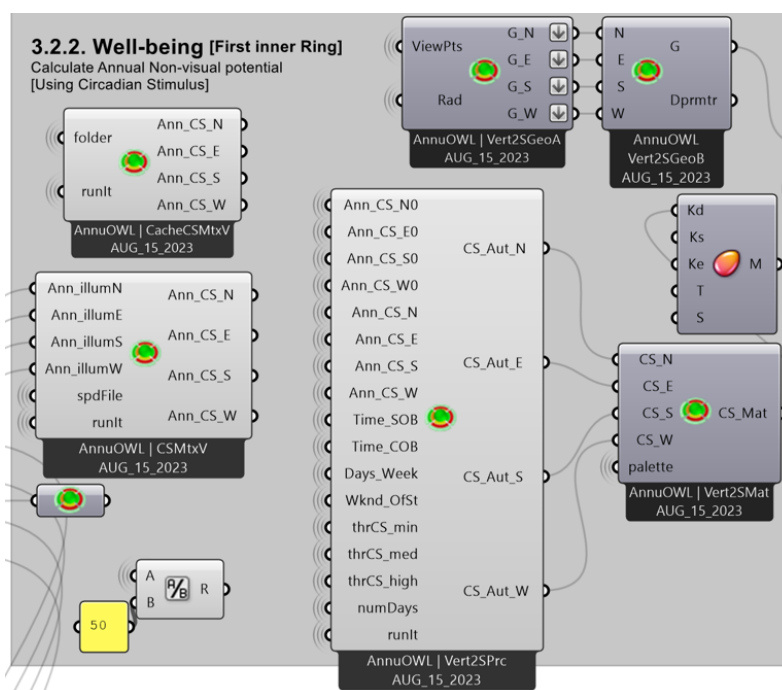 3.2.2. Well-being [First inner Ring]
Calculate Annual Non-visual potential
[Using Circadian Stimulus]
folder
runIt
Ann_CS_N
Ann_CS_E
Ann_CS_S
Ann_CS_W
AnnuOWL | CacheCSMtxV
AUG_15_2023
Ann_illumN
Ann_illumE
Ann_illumS
Ann_illumW
spdFile
runIt
Ann_CS_N
Ann_CS_E
Ann_CS_S
Ann_CS_W
AnnuOWL | CSMtxV
AUG_15_2023
50
A
B
A/B
R
ViewPts
Rad
G_N
G_E
G_S
G_W
AnnuOWL | Vert2SGeoA
AUG_15_2023
N
E
S
W
G
Dprmtr
AnnuOWL
Vert2SGeoB
AUG_15_2023
Ann_CS_N0
Ann_CS_E0
Ann_CS_S0
Ann_CS_W0
Ann_CS_N
Ann_CS_E
Ann_CS_S
Ann_CS_W
Time_SOB
Time_COB
Days_Week
Wknd_OfSt
thrCS_min
thrCS_med
thrCS_high
numDays
runIt
CS_Aut_N
CS_Aut_E
CS_Aut_S
CS_Aut_W
AnnuOWL | Vert2SPrc
AUG_15_2023
Kd
Ks
Ke
T
S
M
CS_N
CS_E
CS_S
CS_W
palette
CS_Mat
AnnuOWL | Vert2SMat
AUG_15_2023